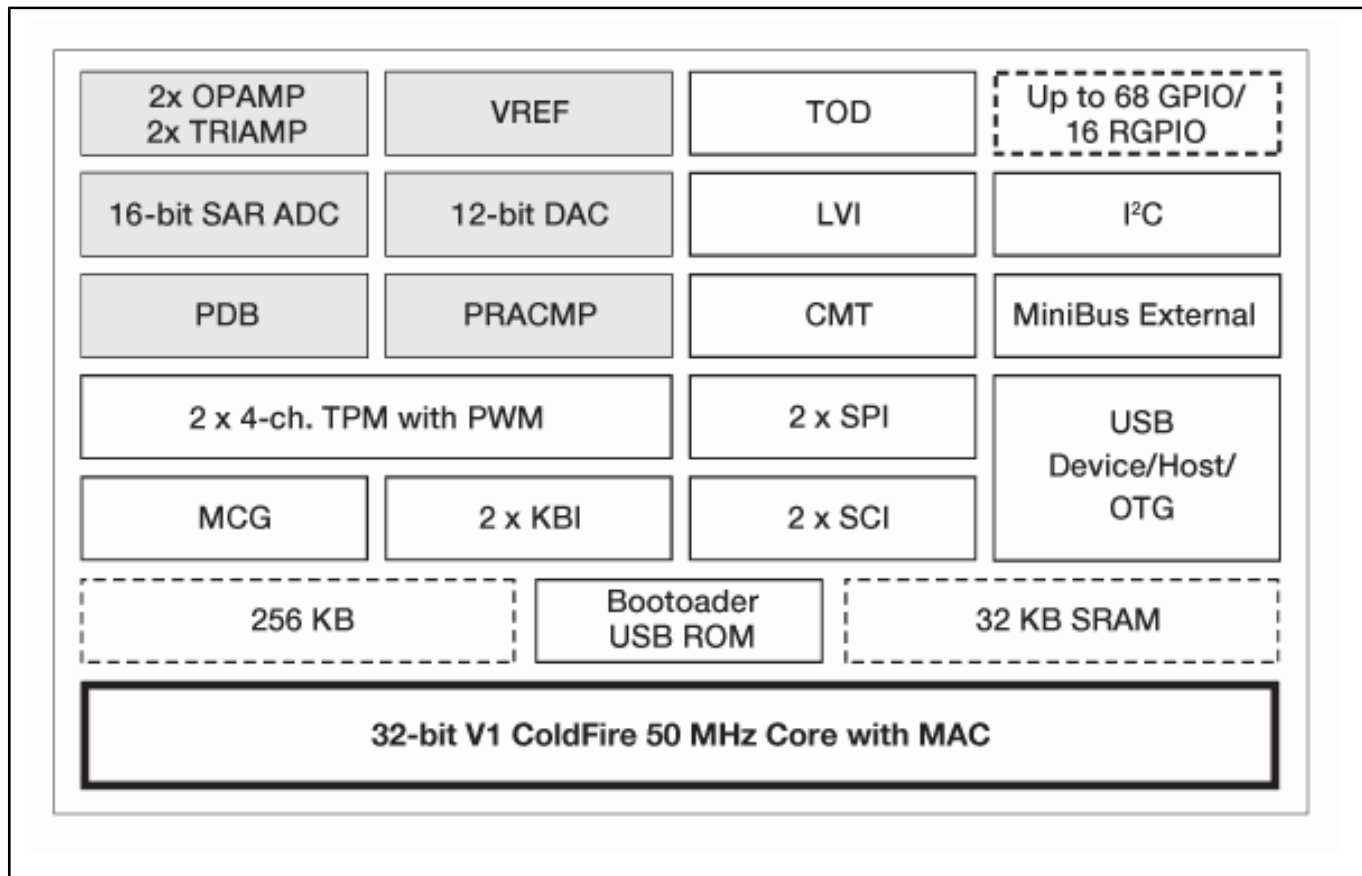 2x OPAMP
2x TRIAMP
VREF
TOD
Up to 68 GPIO/
16 RGPIO
16-bit SAR ADC
12-bit DAC
LVI
I²C
PDB
PRACMP
CMT
MiniBus External
2 x 4-ch. TPM with PWM
2 x SPI
USB
Device/Host/
OTG
MCG
2 x KBI
2 x SCI
256 KB
Bootoader
USB ROM
32 KB SRAM
32-bit V1 ColdFire 50 MHz Core with MAC